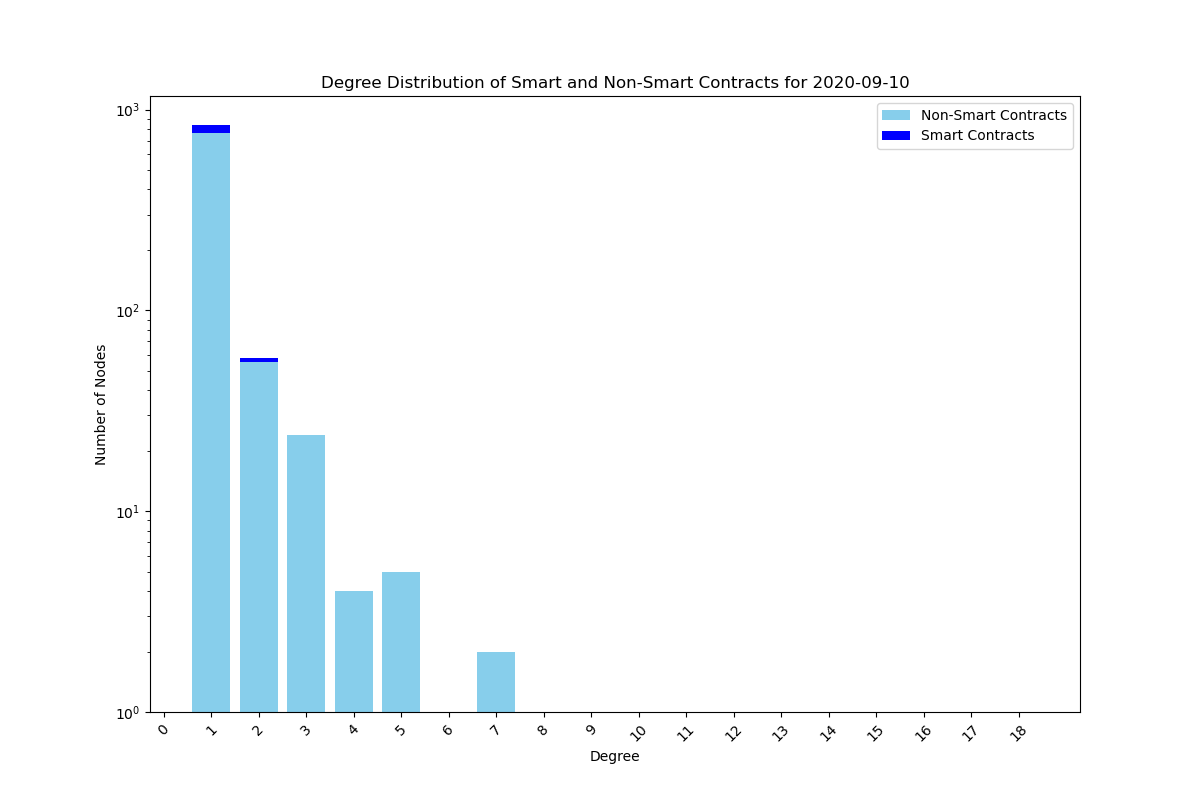 Degree Distribution of Smart and Non-Smart Contracts for 2020-09-10
Non-Smart Contracts
Smart Contracts
Number of Nodes
10³
10²
10¹
10⁰
0 1 2 3 4 5 6 7 8 9 10 11 12 13 14 15 16 17 18
Degree